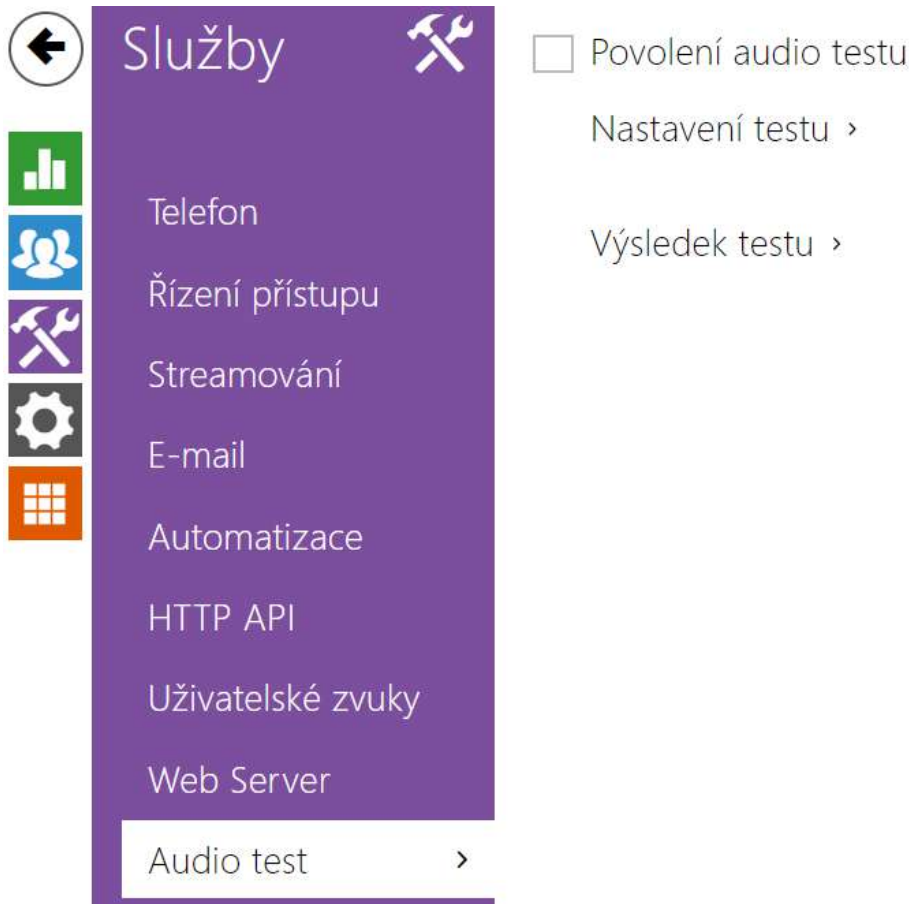 Služby
Telefon
Řízení přístupu
Streamování
E-mail
Automatizace
HTTP API
Uživatelské zvuky
Web Server
Audio test
Povolení audio testu
Nastavení testu
Výsledek testu